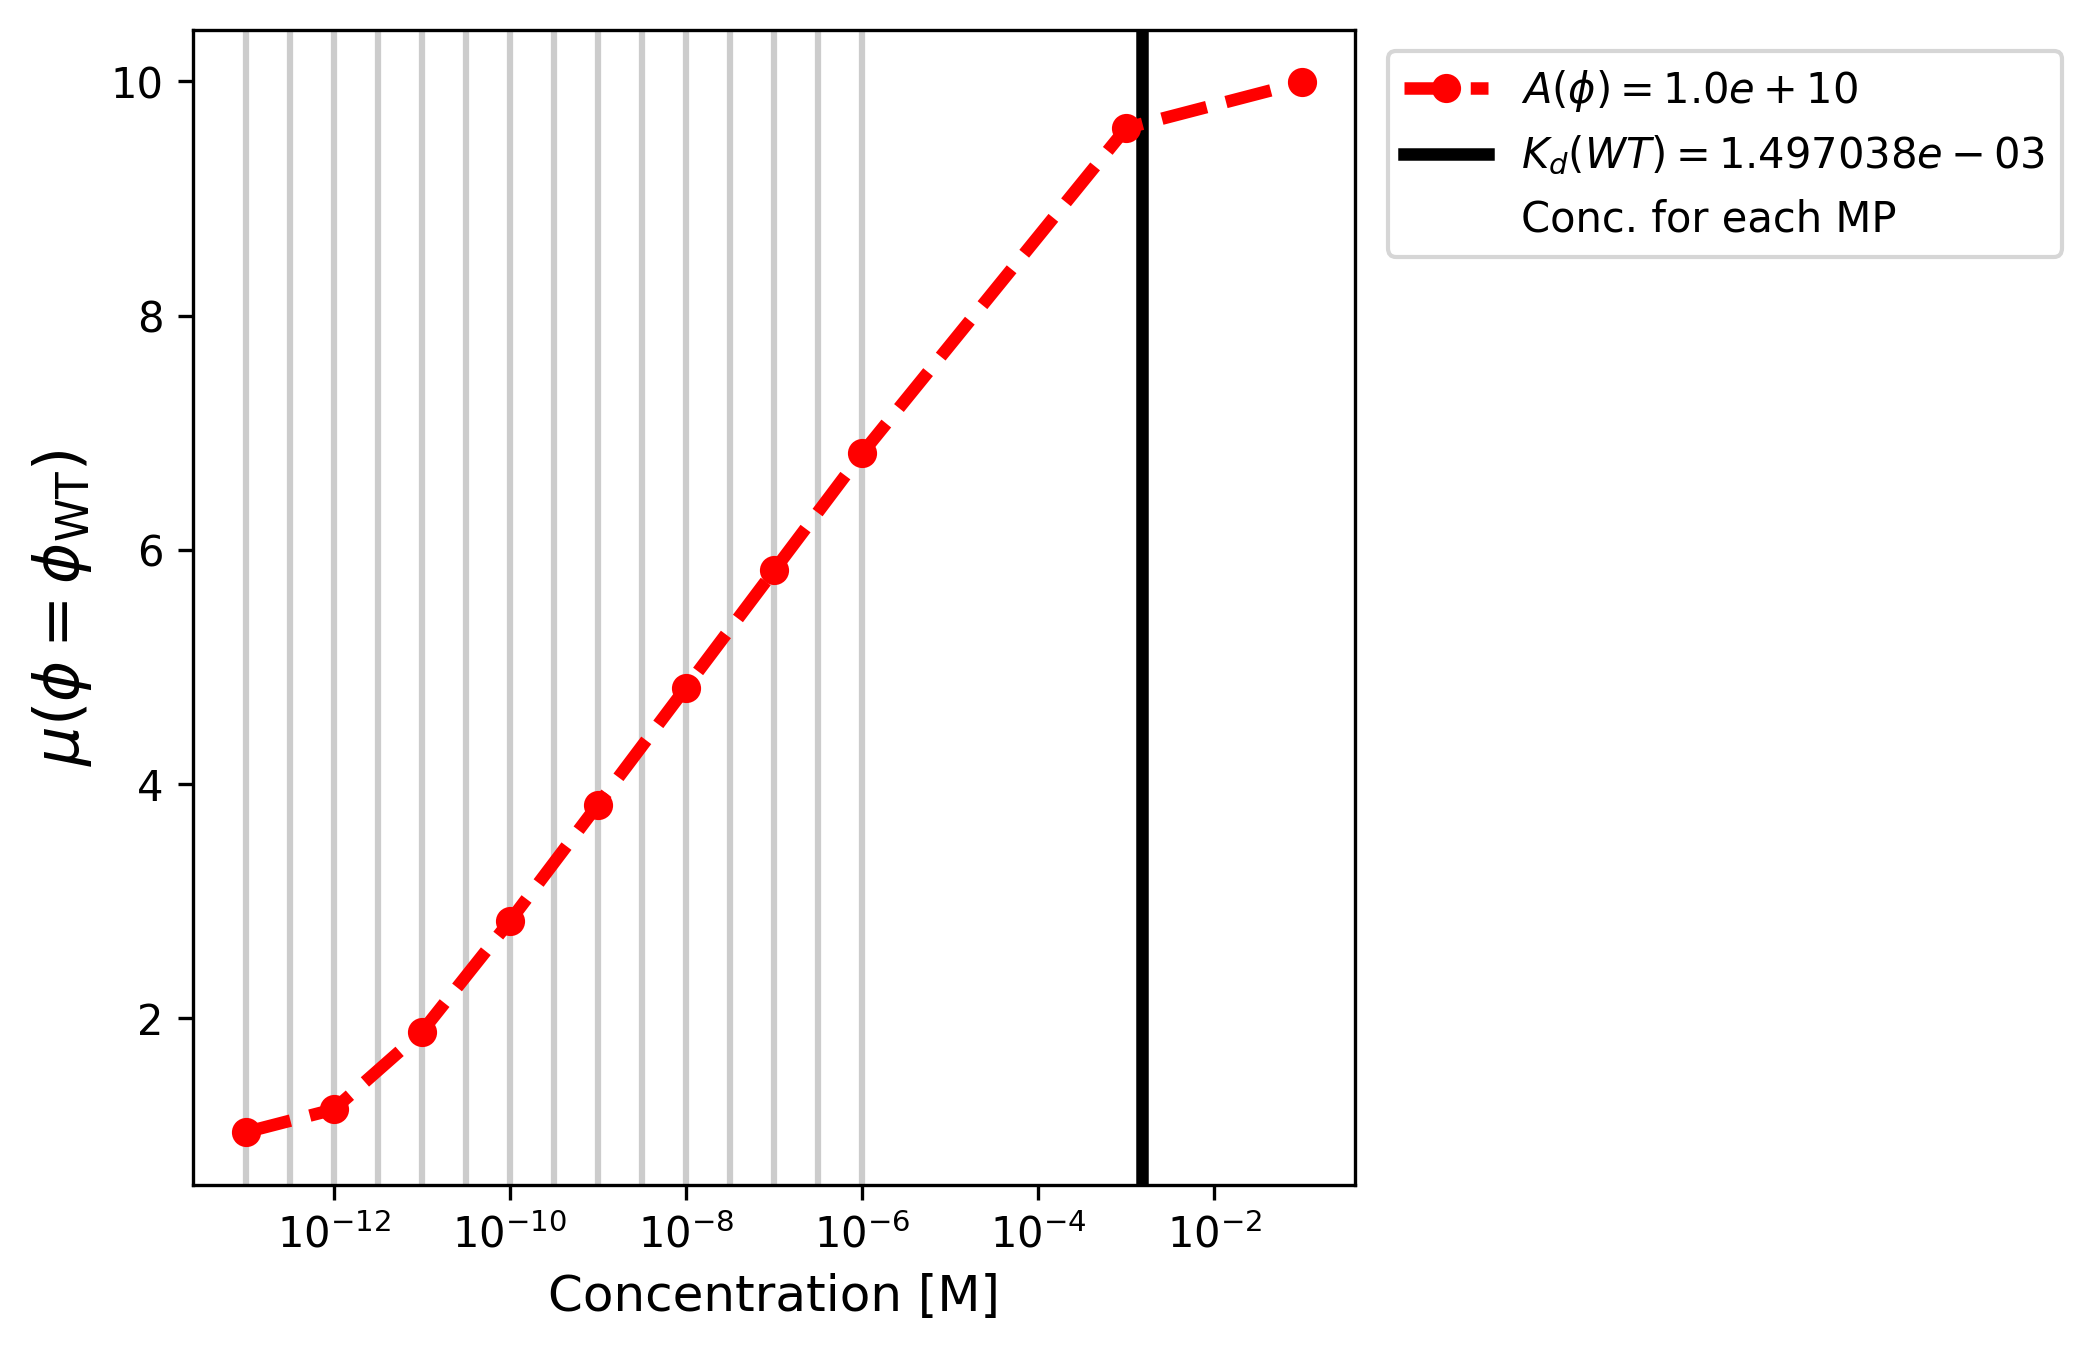 10
8
6
4
2
μ(ϕ = ϕ_WT)
10⁻¹² 10⁻¹⁰ 10⁻⁸ 10⁻⁶ 10⁻⁴ 10⁻²
Concentration [M]
A(ϕ) = 1.0e + 10
K_d(WT) = 1.497038e − 03
Conc. for each MP